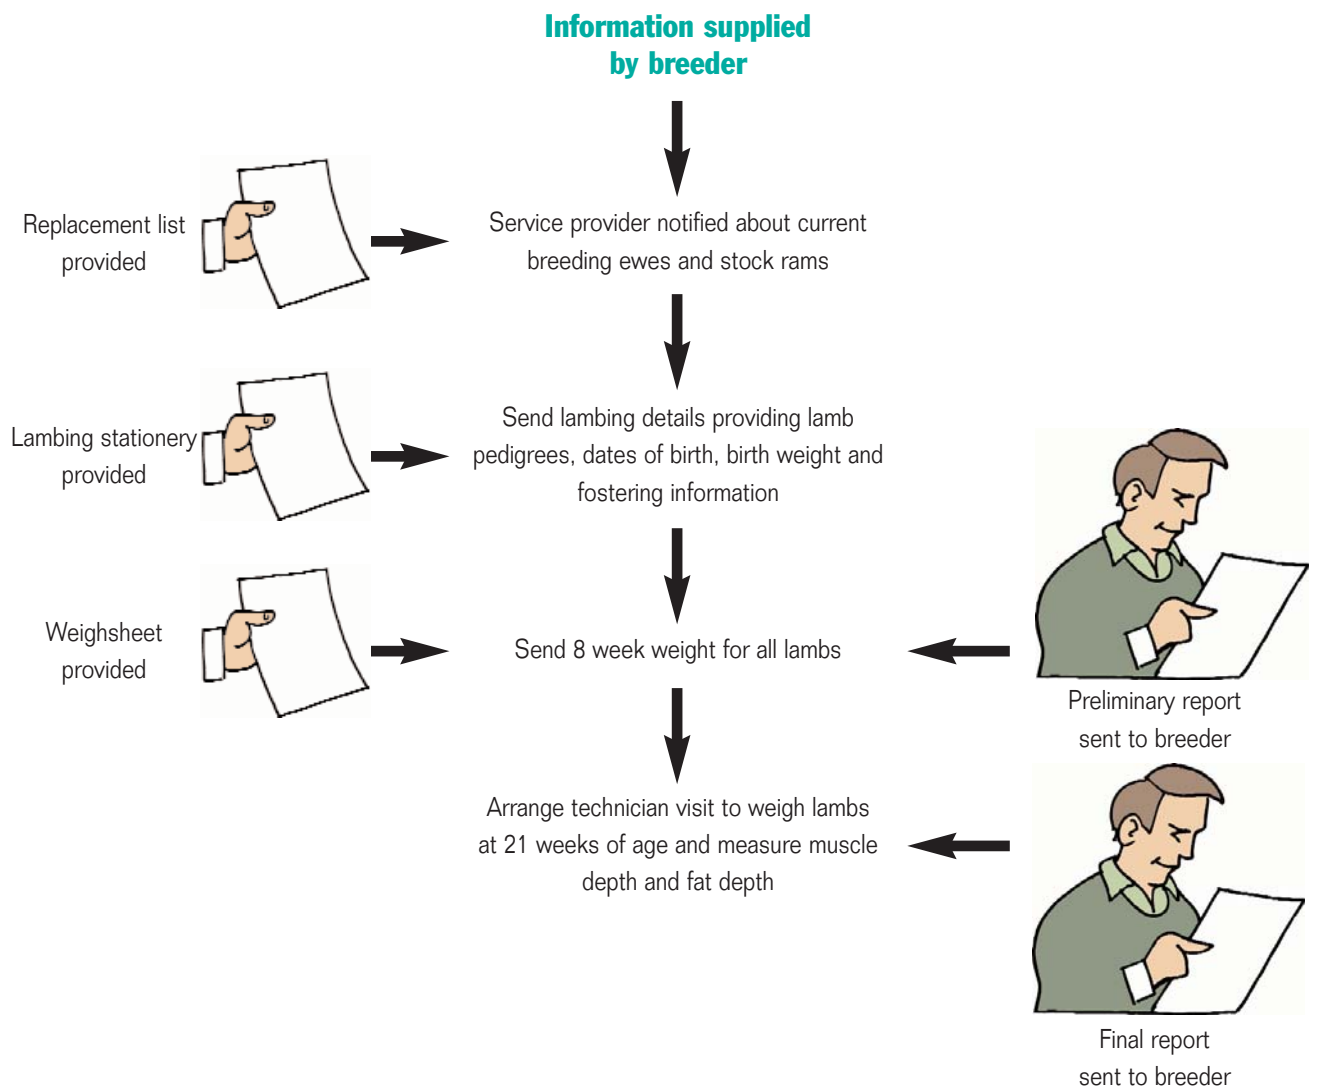 Information supplied
by breeder
Replacement list
provided
Service provider notified about current
breeding ewes and stock rams
Lambing stationery
provided
Send lambing details providing lamb
pedigrees, dates of birth, birth weight and
fostering information
Weighsheet
provided
Send 8 week weight for all lambs
Preliminary report
sent to breeder
Arrange technician visit to weigh lambs
at 21 weeks of age and measure muscle
depth and fat depth
Final report
sent to breeder